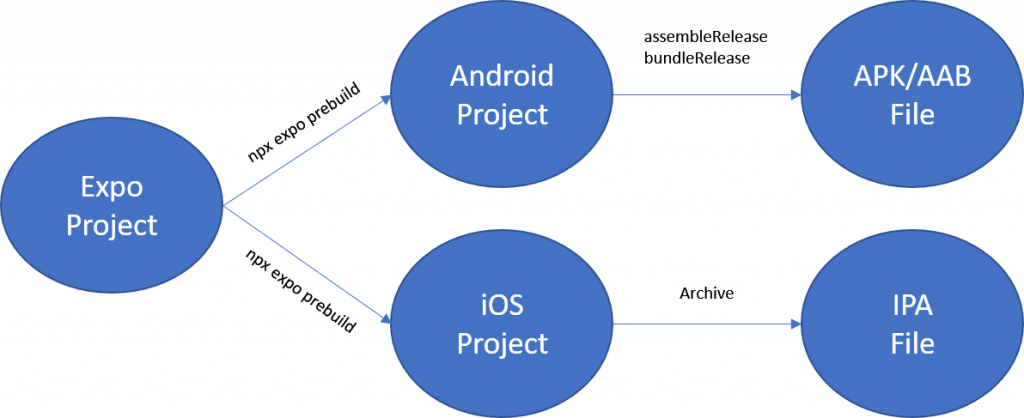 Expo
Project
npx expo prebuild
npx expo prebuild
Android
Project
assembleRelease
bundleRelease
APK/AAB
File
iOS
Project
Archive
IPA
File